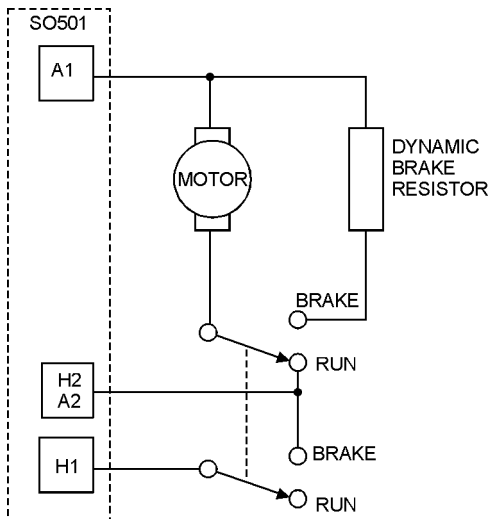 SO501
A1
MOTOR
DYNAMIC
BRAKE
RESISTOR
BRAKE
RUN
H2
A2
BRAKE
H1
RUN